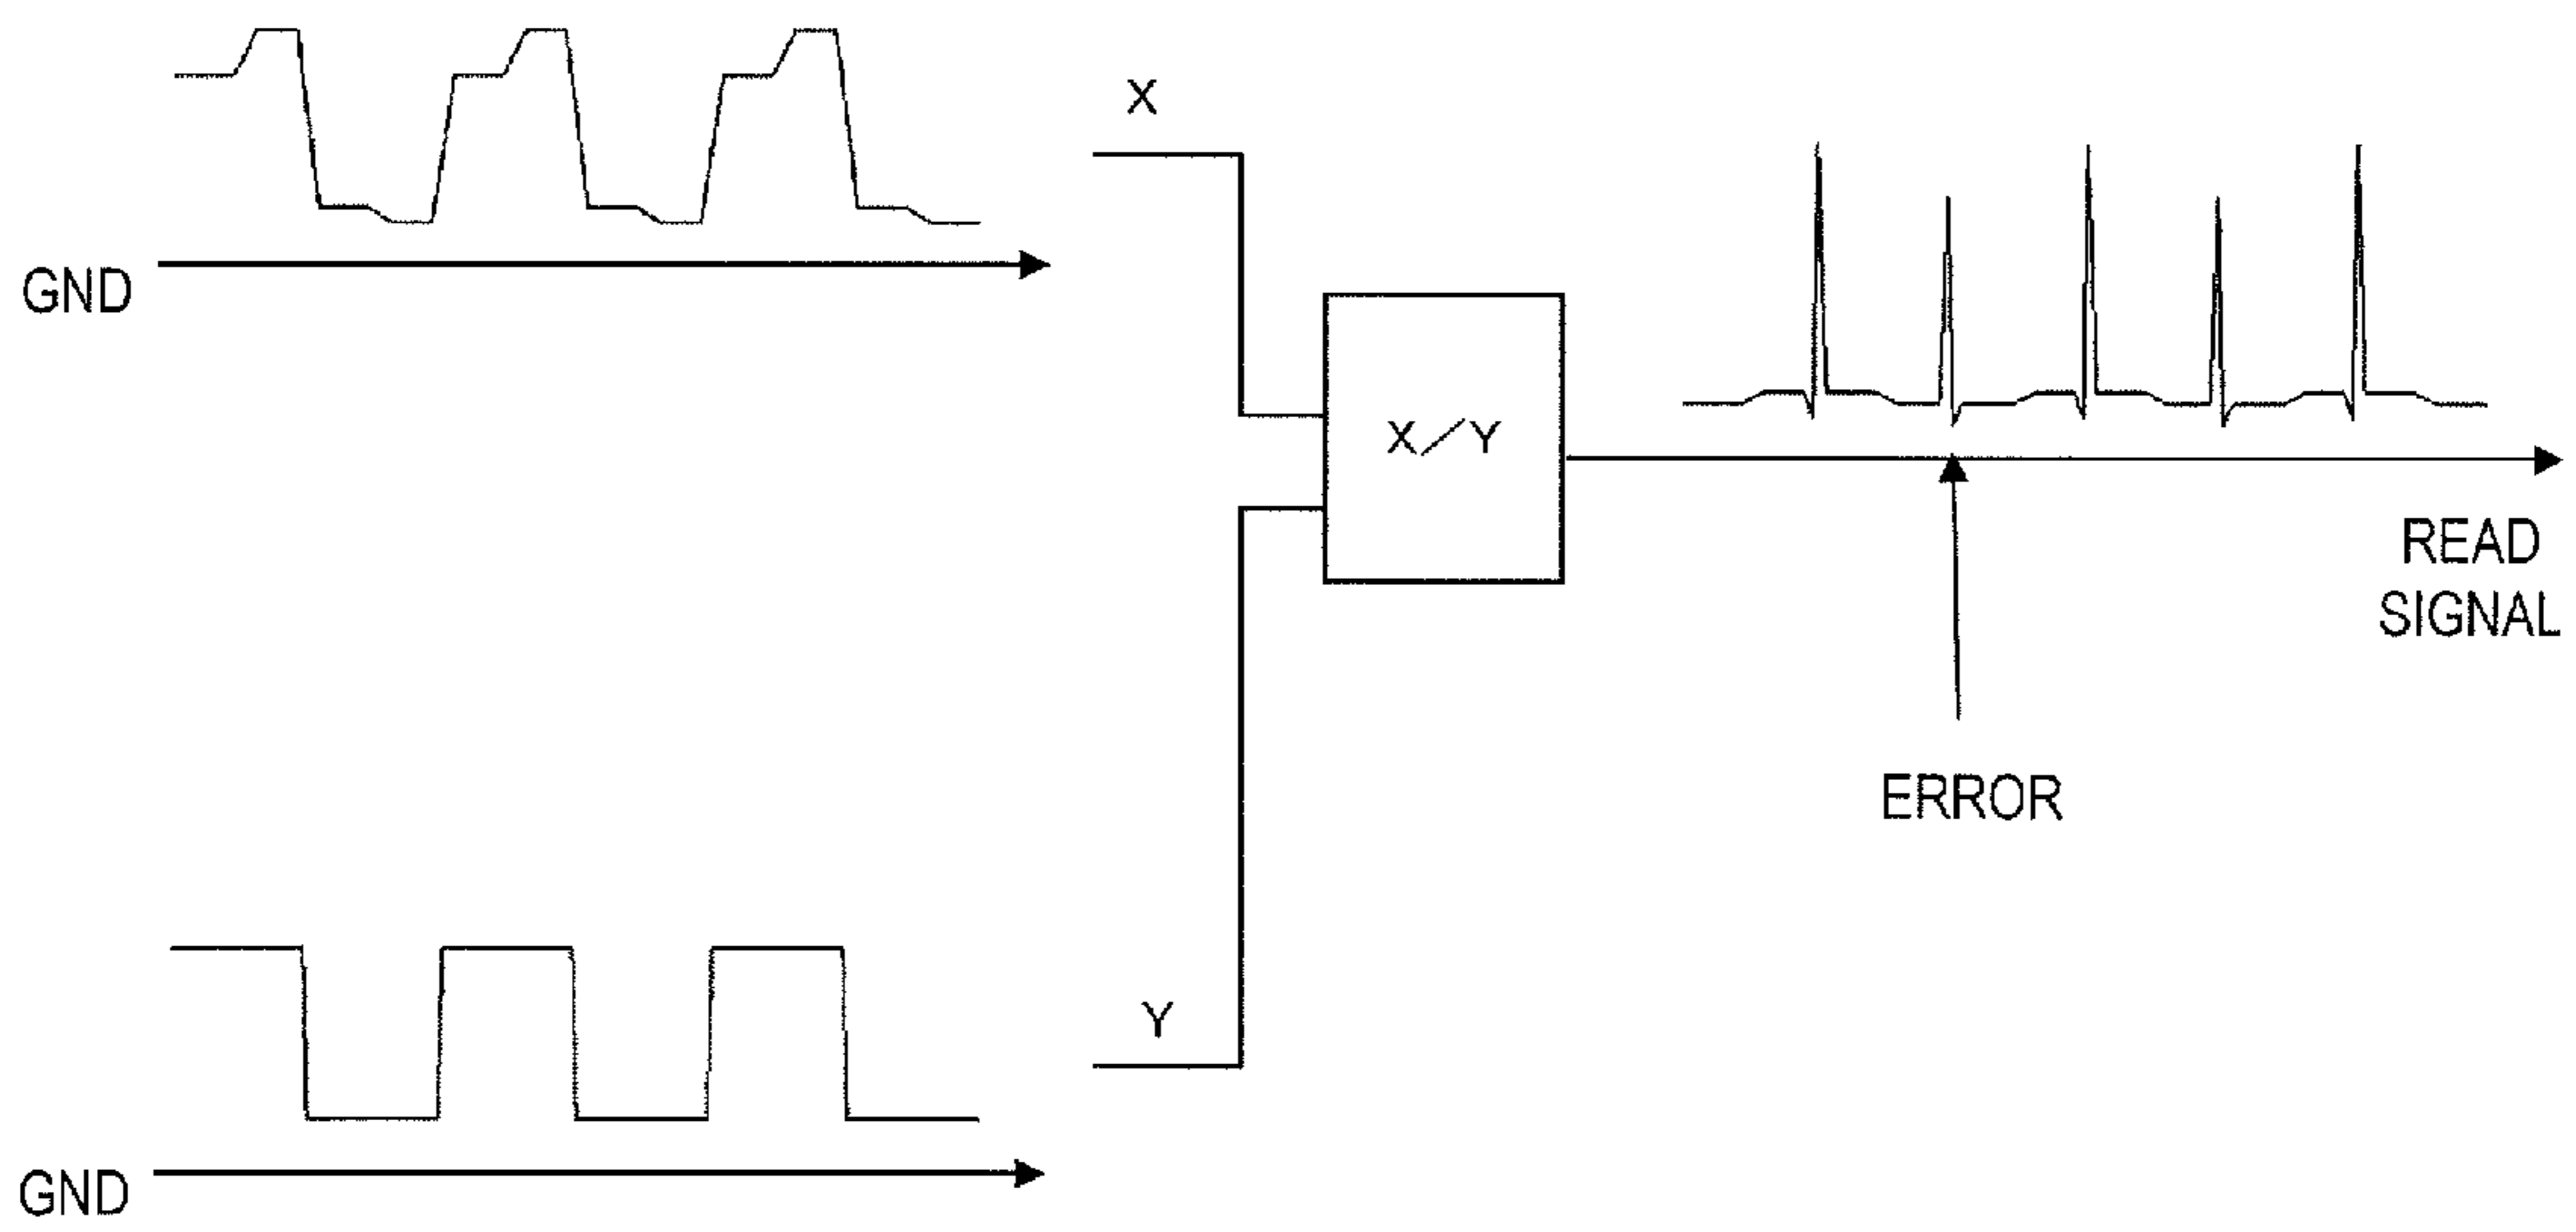 X
GND
X/Y
READ
SIGNAL
ERROR
Y
GND